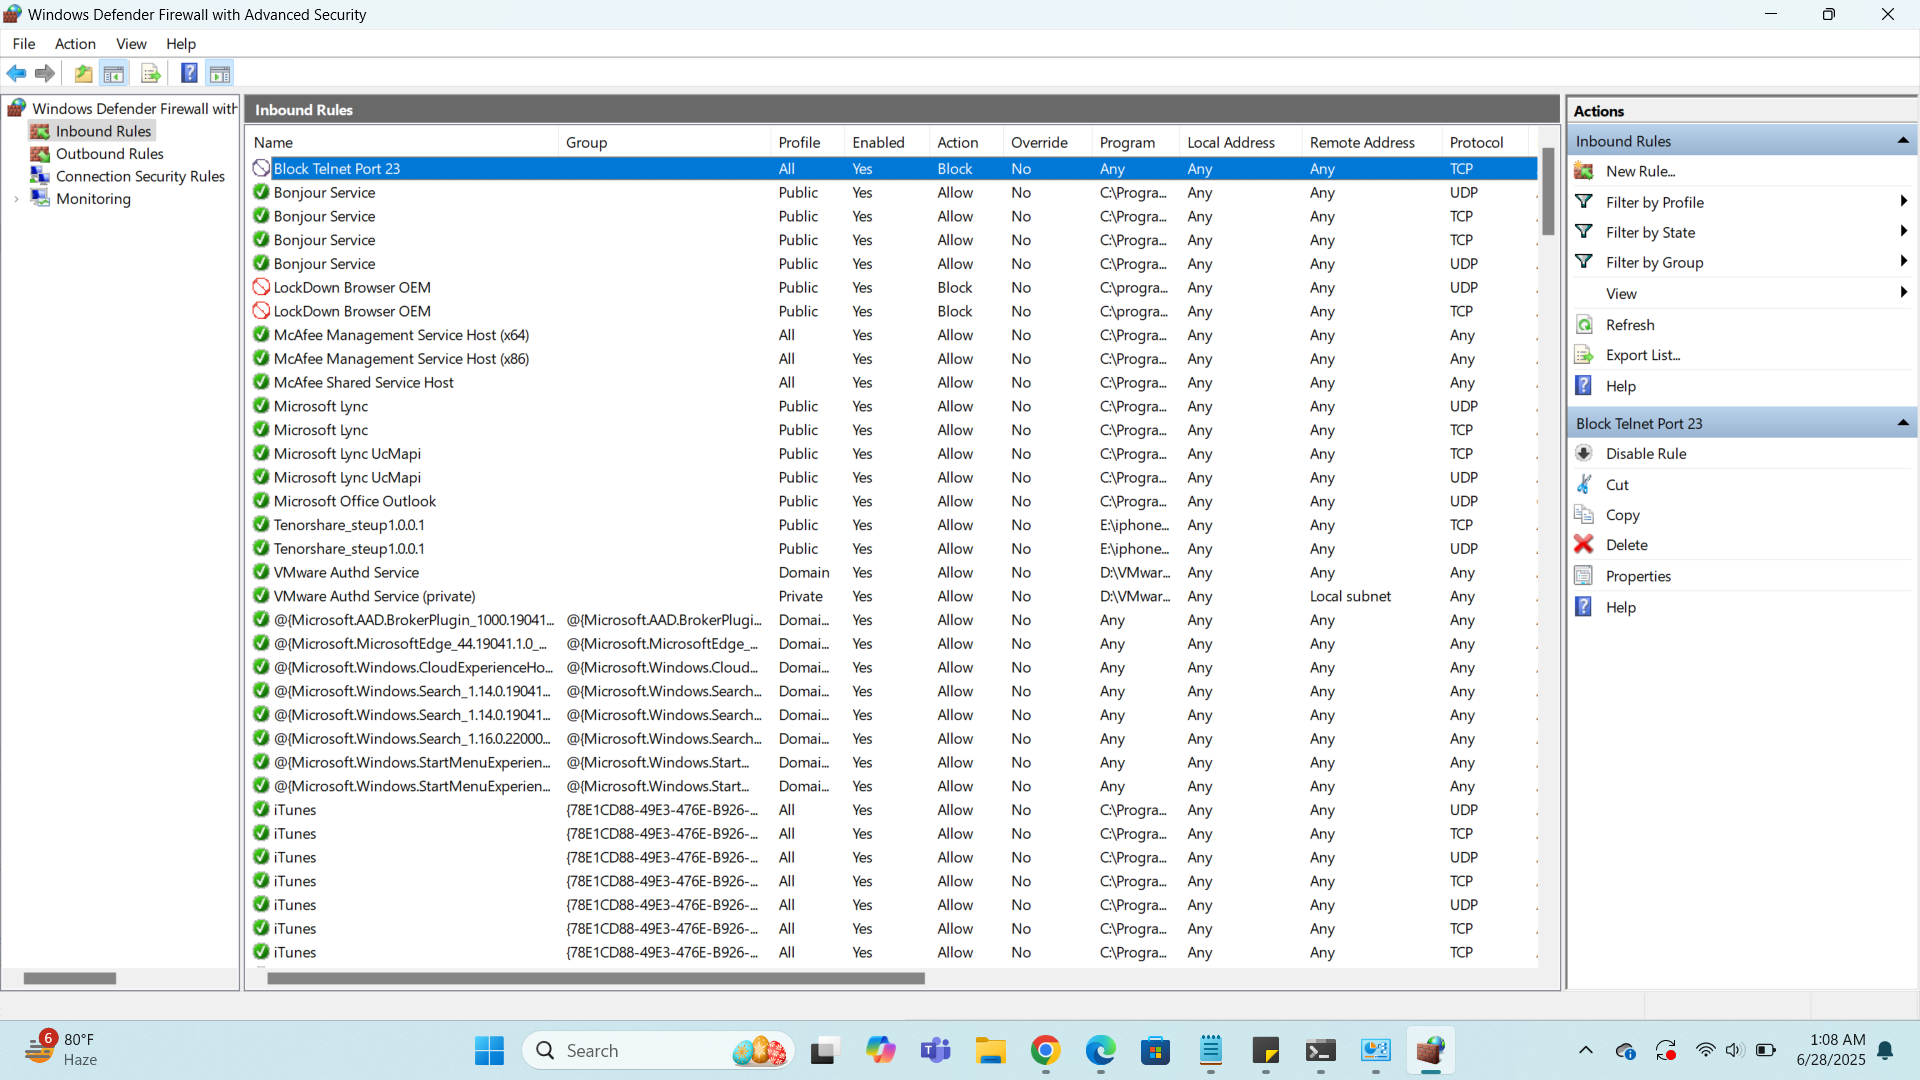 Windows Defender Firewall with Advanced Security
File Action View Help
Windows Defender Firewall with
Inbound Rules
Outbound Rules
Connection Security Rules
Monitoring
Inbound Rules
Name Group Profile Enabled Action Override Program Local Address Remote Address Protocol
Block Telnet Port 23 All Yes Block No Any Any Any TCP
Bonjour Service Public Yes Allow No C:\Progra... Any Any UDP
Bonjour Service Public Yes Allow No C:\Progra... Any Any TCP
Bonjour Service Public Yes Allow No C:\Progra... Any Any TCP
Bonjour Service Public Yes Allow No C:\Progra... Any Any UDP
LockDown Browser OEM Public Yes Block No C:\progra... Any Any UDP
LockDown Browser OEM Public Yes Block No C:\progra... Any Any TCP
McAfee Management Service Host (x64) All Yes Allow No C:\Progra... Any Any Any
McAfee Management Service Host (x86) All Yes Allow No C:\Progra... Any Any Any
McAfee Shared Service Host All Yes Allow No C:\Progra... Any Any Any
Microsoft Lync Public Yes Allow No C:\Progra... Any Any UDP
Microsoft Lync Public Yes Allow No C:\Progra... Any Any TCP
Microsoft Lync UcMapi Public Yes Allow No C:\Progra... Any Any TCP
Microsoft Lync UcMapi Public Yes Allow No C:\Progra... Any Any UDP
Microsoft Office Outlook Public Yes Allow No C:\Progra... Any Any UDP
Tenorshare_steup1.0.0.1 Public Yes Allow No E:\iphone... Any Any TCP
Tenorshare_steup1.0.0.1 Public Yes Allow No E:\iphone... Any Any UDP
VMware Authd Service Domain Yes Allow No D:\VMwar... Any Any Any
VMware Authd Service (private) Private Yes Allow No D:\VMwar... Any Local subnet Any
@{Microsoft.AAD.BrokerPlugin_1000.19041... @{Microsoft.AAD.BrokerPlugi... Domai... Yes Allow No Any Any Any Any
@{Microsoft.MicrosoftEdge_44.19041.1.0_... @{Microsoft.MicrosoftEdge_... Domai... Yes Allow No Any Any Any Any
@{Microsoft.Windows.CloudExperienceHo... @{Microsoft.Windows.Cloud... Domai... Yes Allow No Any Any Any Any
@{Microsoft.Windows.Search_1.14.0.19041... @{Microsoft.Windows.Search... Domai... Yes Allow No Any Any Any Any
@{Microsoft.Windows.Search_1.14.0.19041... @{Microsoft.Windows.Search... Domai... Yes Allow No Any Any Any Any
@{Microsoft.Windows.Search_1.16.0.22000... @{Microsoft.Windows.Search... Domai... Yes Allow No Any Any Any Any
@{Microsoft.Windows.StartMenuExperien... @{Microsoft.Windows.Start... Domai... Yes Allow No Any Any Any Any
@{Microsoft.Windows.StartMenuExperien... @{Microsoft.Windows.Start... Domai... Yes Allow No Any Any Any Any
iTunes {78E1CD88-49E3-476E-B926-... All Yes Allow No C:\Progra... Any Any UDP
iTunes {78E1CD88-49E3-476E-B926-... All Yes Allow No C:\Progra... Any Any TCP
iTunes {78E1CD88-49E3-476E-B926-... All Yes Allow No C:\Progra... Any Any UDP
iTunes {78E1CD88-49E3-476E-B926-... All Yes Allow No C:\Progra... Any Any TCP
iTunes {78E1CD88-49E3-476E-B926-... All Yes Allow No C:\Progra... Any Any UDP
iTunes {78E1CD88-49E3-476E-B926-... All Yes Allow No C:\Progra... Any Any TCP
iTunes {78E1CD88-49E3-476E-B926-... All Yes Allow No C:\Progra... Any Any TCP
Actions
Inbound Rules
New Rule...
Filter by Profile
Filter by State
Filter by Group
View
Refresh
Export List...
Help
Block Telnet Port 23
Disable Rule
Cut
Copy
Delete
Properties
Help
6
80°F
Haze
Search
1:08 AM
6/28/2025